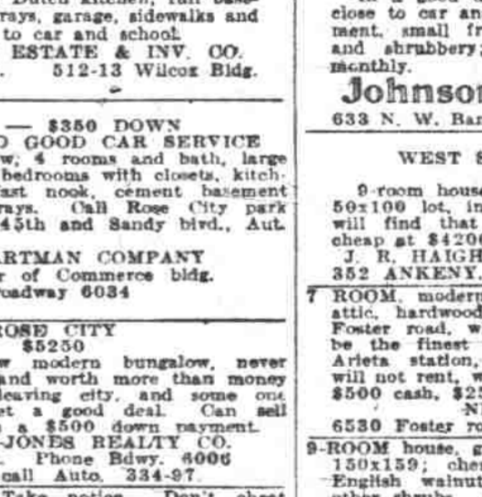 Dutch kitchen, full base-
rays, garage, sidewalks and
to car and school.
ESTATE & INV. CO.
512-13 Wilcox Bldg.
— $350 DOWN
GOOD CAR SERVICE
w, 4 rooms and bath, large
bedrooms with closets, kitch-
ast nook, cement basement
rays. Call Rose City park
45th and Sandy blvd., Aut.
ARTMAN COMPANY
r of Commerce bldg.
roadway 6034
ROSE CITY
$5250
w modern bungalow, never
and worth more than money
leaving city, and some one
et a good deal. Can sell
a $500 down payment.
-JONES REALTY CO.
Phone Bdwy. 6006
call Auto. 334-97.
Take notice. Don't cheat
close to car an
ment, small fr
and shrubbery;
monthly.
Johnso
633 N. W. Ban
WEST S
9-room house
50x100 lot, in
will find that
cheap at $4200
J. R. HAIGH
352 ANKENY.
7 ROOM, modern
attic, hardwood
Foster road, w
be the finest
Arleta station,
will not rent, w
$500 cash, $2
6530 Foster ro
9-ROOM house, g
150x159; che
English walnut
other shrubs